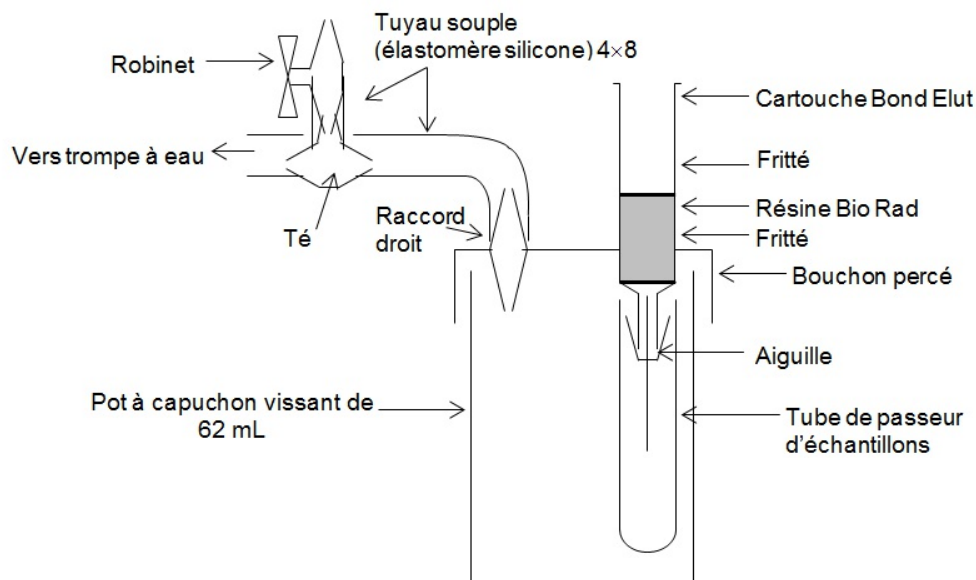 Tuyau souple
(élastomère silicone) 4×8
Robinet
Cartouche Bond Elut
Vers trompe à eau
Fritté
Té
Raccord
droit
Résine Bio Rad
Fritté
Bouchon percé
Aiguille
Pot à capuchon vissant de
62 mL
Tube de passeur
d'échantillons